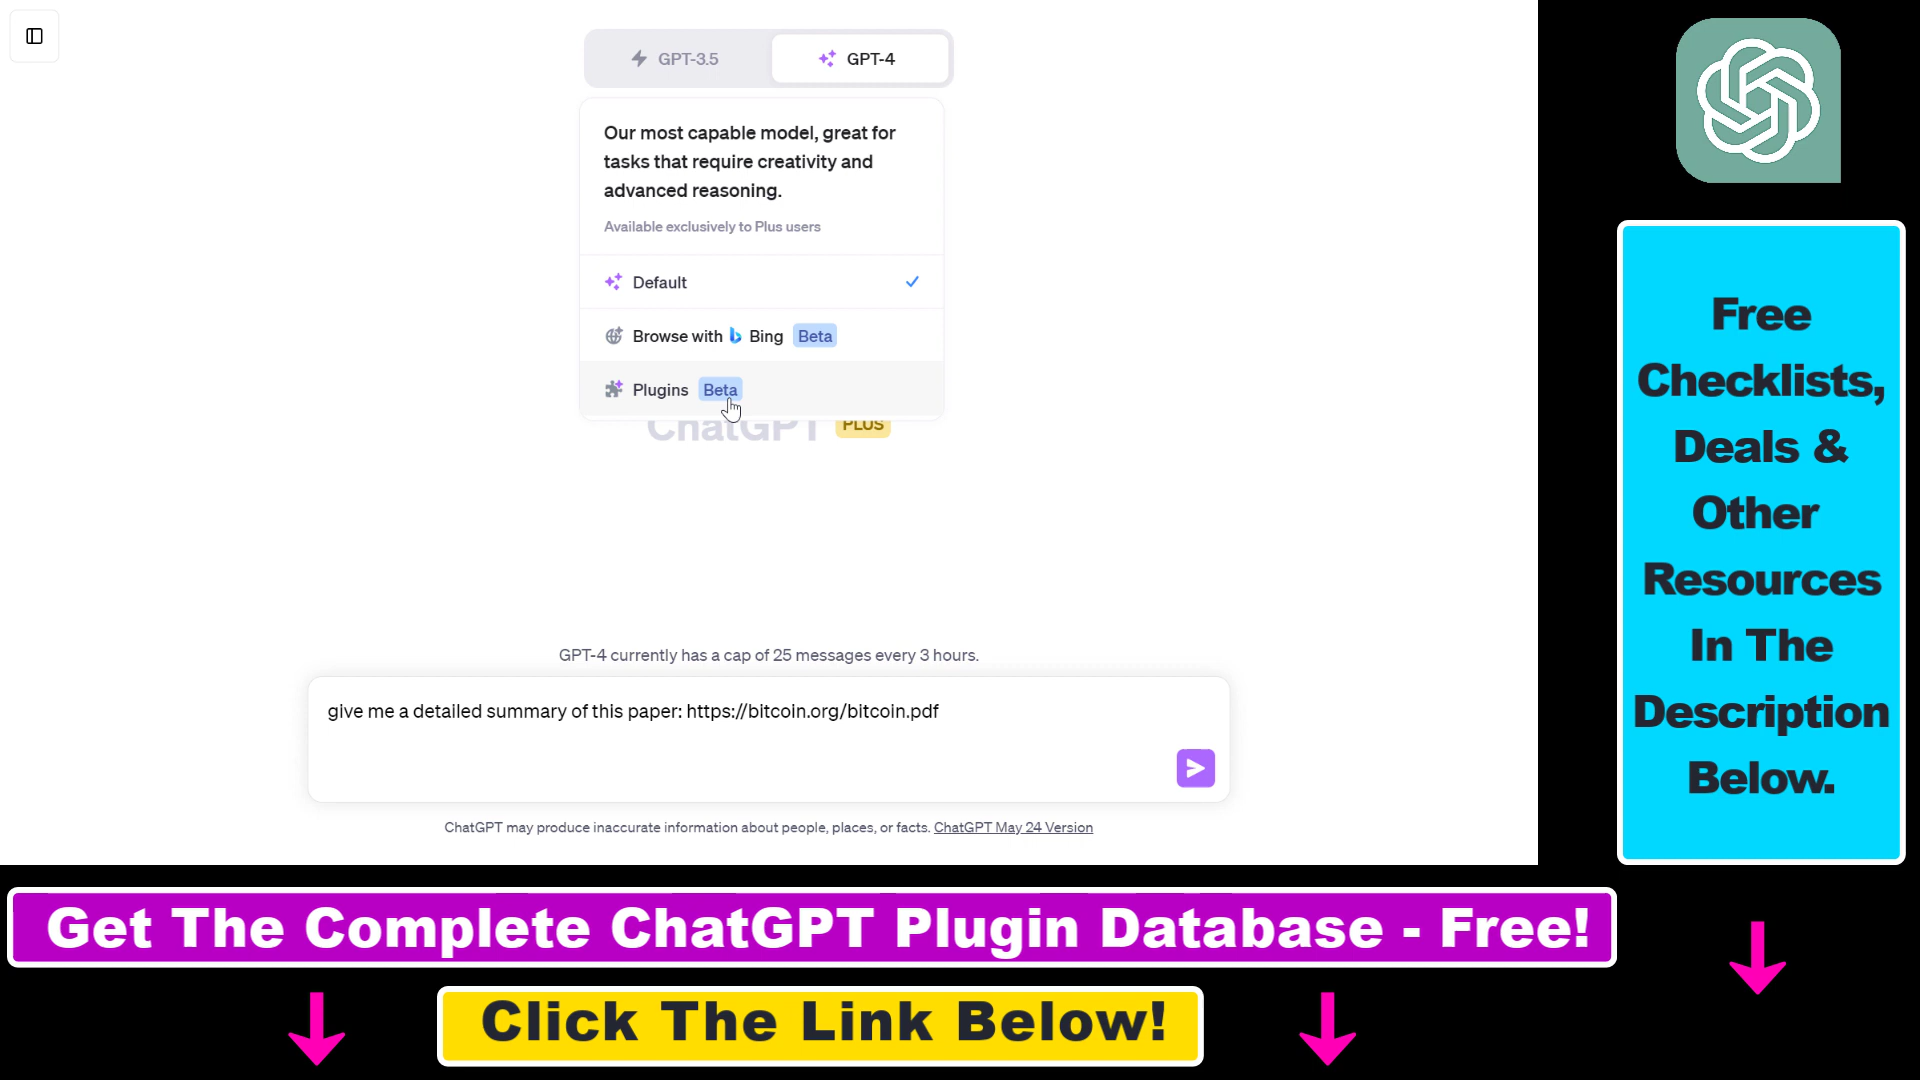 GPT-3.5
GPT-4
Our most capable model, great for
tasks that require creativity and
advanced reasoning.
Available exclusively to Plus users
Default
Browse with Bing Beta
Plugins Beta
ChatGPT PLUS
GPT-4 currently has a cap of 25 messages every 3 hours.
give me a detailed summary of this paper: https://bitcoin.org/bitcoin.pdf
ChatGPT may produce inaccurate information about people, places, or facts. ChatGPT May 24 Version
Free
Checklists,
Deals &
Other
Resources
In The
Description
Below.
Get The Complete ChatGPT Plugin Database - Free!
Click The Link Below!